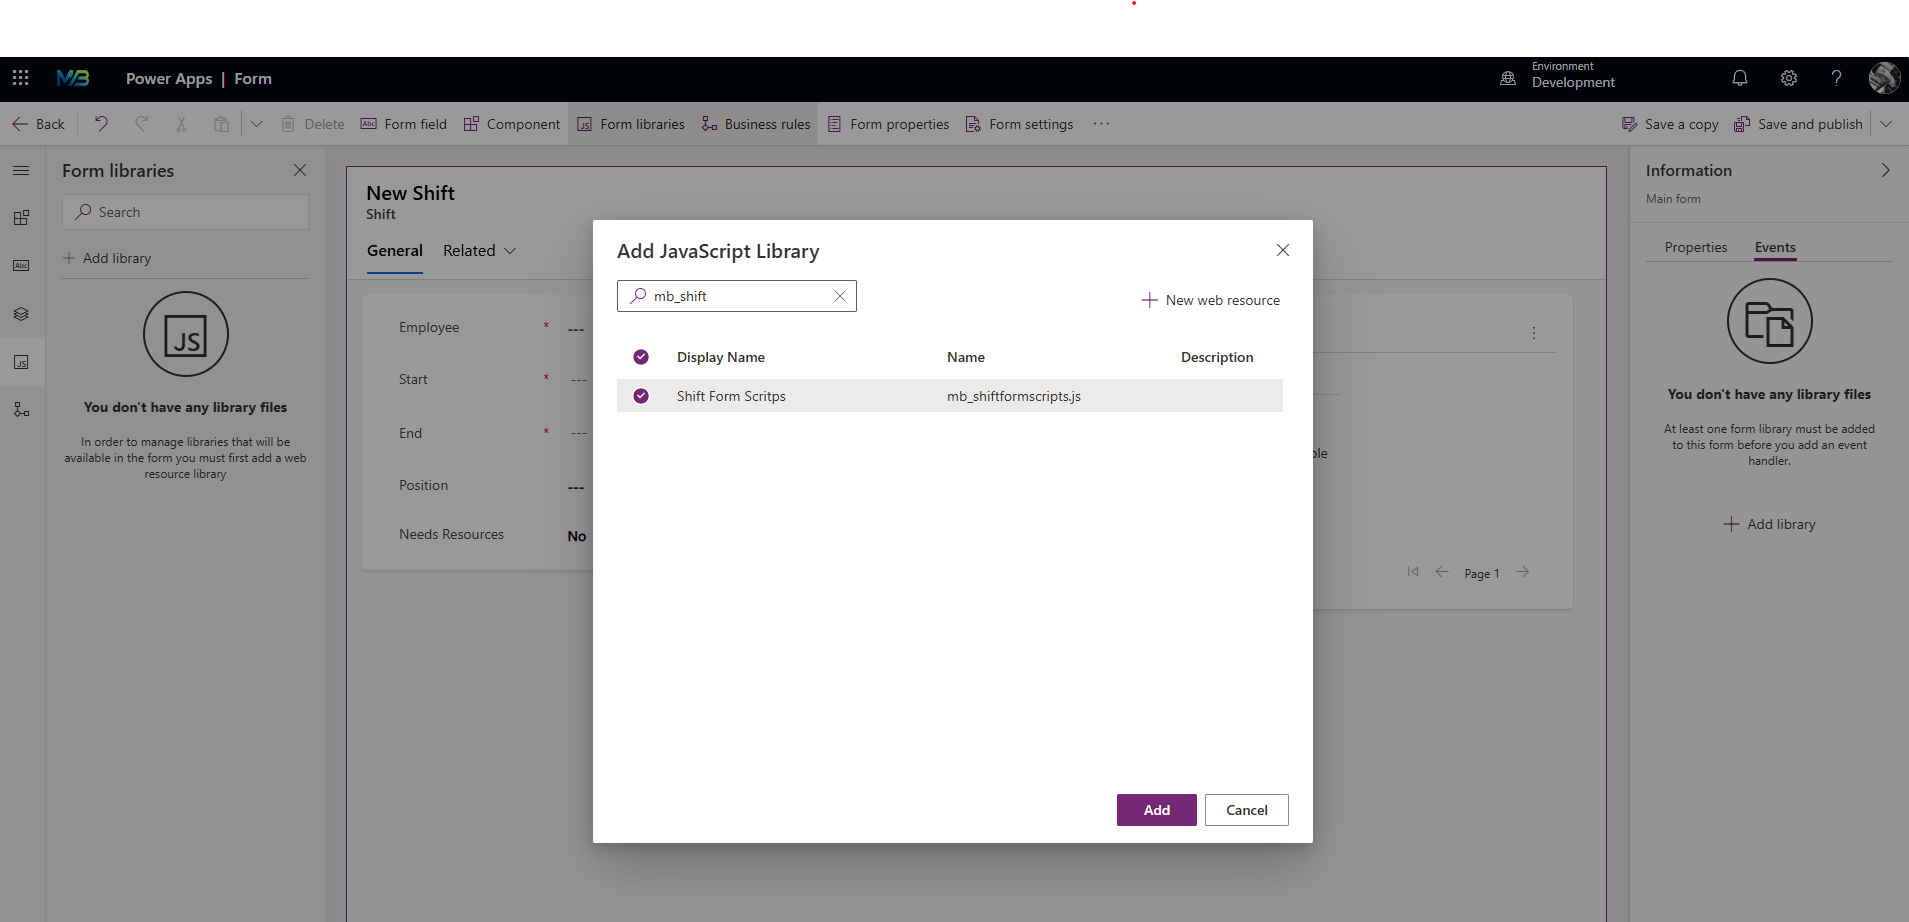 MB Power Apps | Form
Environment
Development
Back
Delete
Form field
Component
Form libraries
Business rules
Form properties
Form settings
Save a copy
Save and publish
Form libraries
Search
Add library
JS
You don't have any library files
In order to manage libraries that will be
available in the form you must first add a web
resource library
New Shift
Shift
General
Related
Employee * ---
Start * ---
End * ---
Position ---
Needs Resources No
Add JavaScript Library
mb_shift
New web resource
Display Name Name Description
Shift Form Scritps mb_shiftformscripts.js
Add
Cancel
Page 1
Information
Main form
Properties
Events
You don't have any library files
At least one form library must be added
to this form before you add an event
handler.
Add library